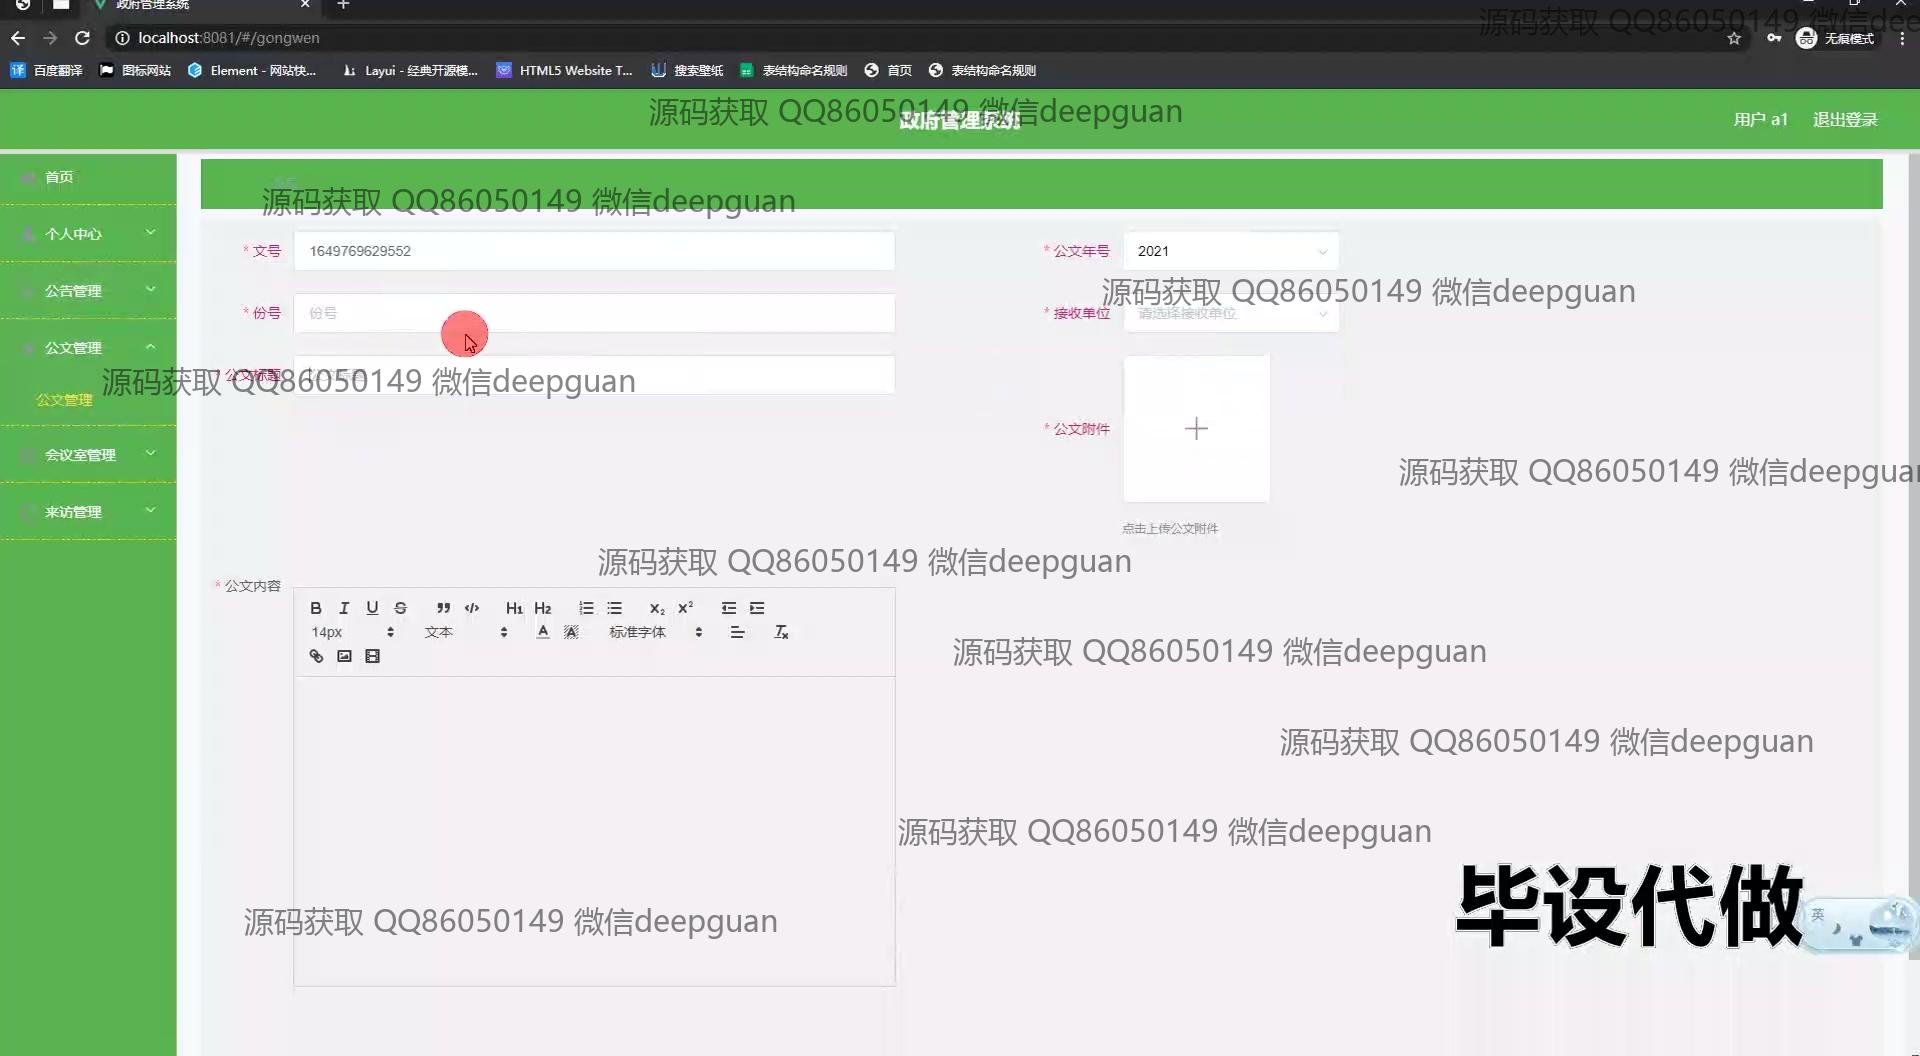 政府管理系统
localhost:8081/#/gongwen
无痕模式
百度翻译 图标网站 Element - 网站快... Layui - 经典开源模... HTML5 Website T... 搜索壁纸 表结构命名规则 首页 表结构命名规则
源码获取 QQ86050149 微信deep
源码获取 QQ86050149 微信deepguan
政府管理系统
用户 a1 退出登录
首页
源码获取 QQ86050149 微信deepguan
个人中心
* 文号 1649769629552
* 公文年号 2021
公告管理
源码获取 QQ86050149 微信deepguan
* 份号 份号
* 接收单位 请选择接收单位
公文管理
* 公文标题
源码获取 QQ86050149 微信deepguan
公文管理
* 公文附件
会议室管理
源码获取 QQ86050149 微信deepguan
来访管理
点击上传公文附件
源码获取 QQ86050149 微信deepguan
* 公文内容
B I U S H1 H2 X2 X2
14px 文本 A A 标准字体 Tx
源码获取 QQ86050149 微信deepguan
源码获取 QQ86050149 微信deepguan
源码获取 QQ86050149 微信deepguan
毕设代做
英
源码获取 QQ86050149 微信deepguan